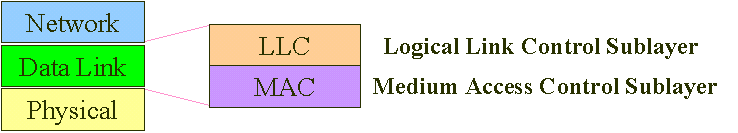 Network
Data Link
Physical
LLC
MAC
Logical Link Control Sublayer
Medium Access Control Sublayer